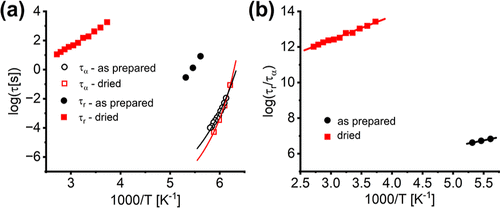 (a)
log(τ[s])
4
2
0
-2
-4
-6
τα - as prepared
τα - dried
τr - as prepared
τr - dried
3
4
5
6
1000/T [K⁻¹]
(b)
log(τr/τα)
14
12
10
8
6
as prepared
dried
2.5 3.0 3.5 4.0 4.5 5.0 5.5
1000/T [K⁻¹]